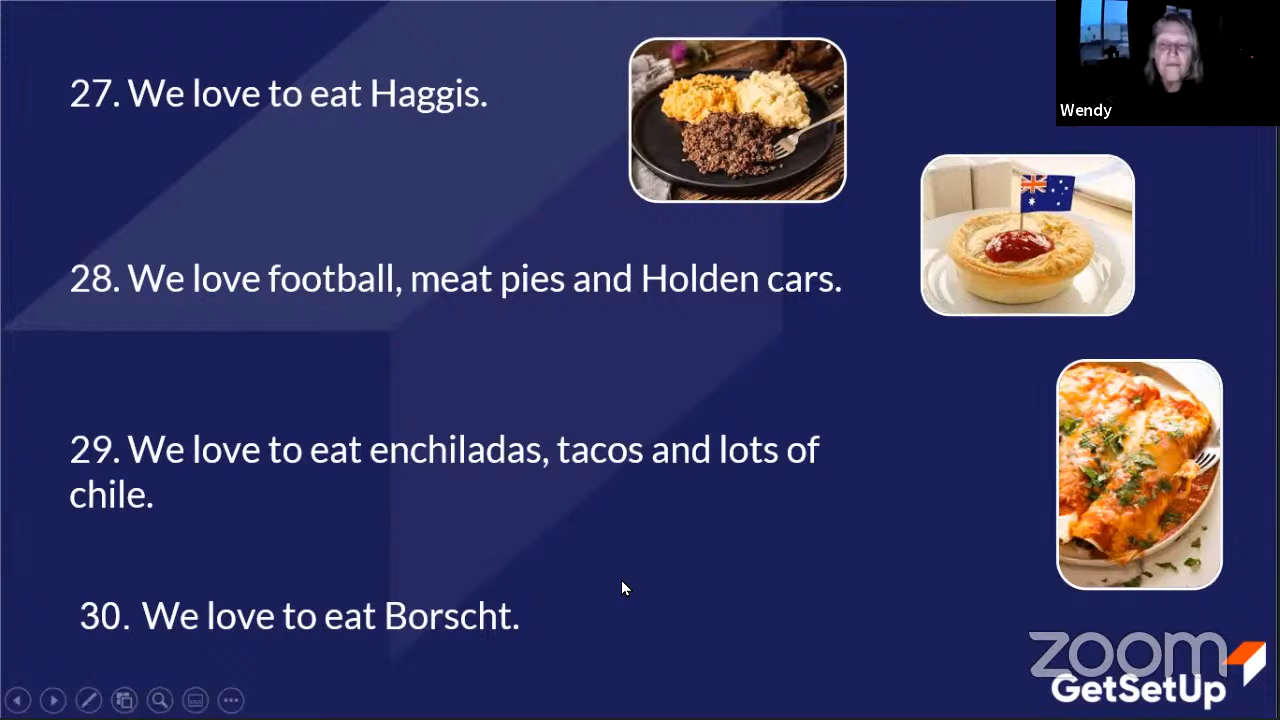 27. We love to eat Haggis.
Wendy
28. We love football, meat pies and Holden cars.
29. We love to eat enchiladas, tacos and lots of
chile.
30. We love to eat Borscht.
zoom
GetSetUp